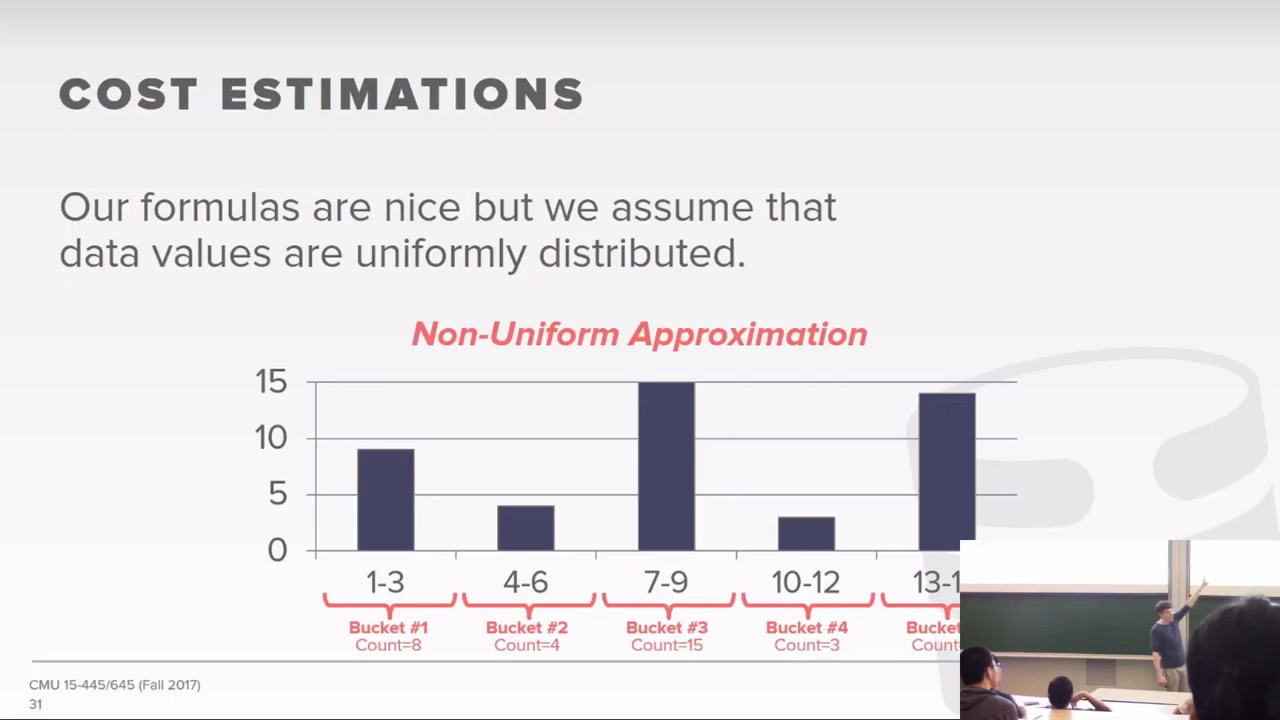 COST ESTIMATIONS
Our formulas are nice but we assume that
data values are uniformly distributed.
Non-Uniform Approximation
15
10
5
0
1-3 4-6 7-9 10-12 13-1
Bucket #1 Bucket #2 Bucket #3 Bucket #4 Bucket
Count=8 Count=4 Count=15 Count=3 Count=
CMU 15-445/645 (Fall 2017)
31